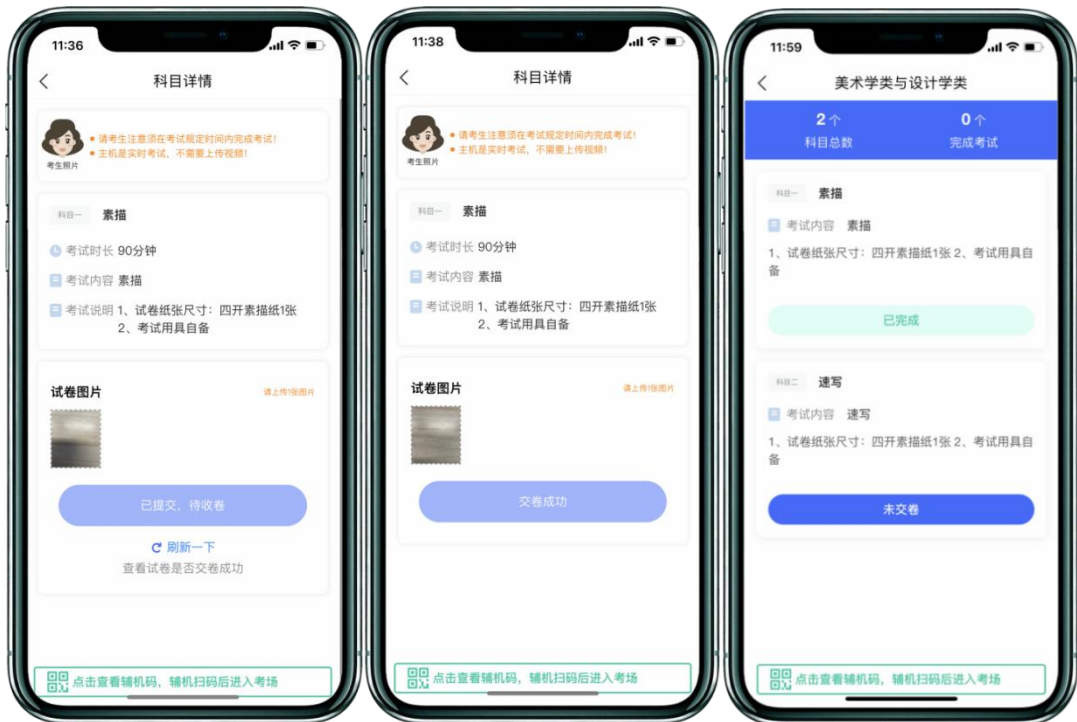 11:36
科目详情
请考生注意须在考试规定时间内完成考试!
主机是实时考试，不需要上传视频!
考生照片
科目一 素描
考试时长 90分钟
考试内容 素描
考试说明 1、试卷纸张尺寸：四开素描纸1张
2、考试用具自备
试卷图片 请上传1张图片
已提交，待收卷
刷新一下
查看试卷是否交卷成功
点击查看辅机码，辅机扫码后进入考场
11:38
科目详情
请考生注意须在考试规定时间内完成考试!
主机是实时考试，不需要上传视频!
考生照片
科目一 素描
考试时长 90分钟
考试内容 素描
考试说明 1、试卷纸张尺寸：四开素描纸1张
2、考试用具自备
试卷图片 请上传1张图片
交卷成功
点击查看辅机码，辅机扫码后进入考场
11:59
美术学类与设计学类
2个 0个
科目总数 完成考试
科目一 素描
考试内容 素描
1、试卷纸张尺寸：四开素描纸1张 2、考试用具自
备
已完成
科目二 速写
考试内容 速写
1、试卷纸张尺寸：四开素描纸1张 2、考试用具自
备
未交卷
点击查看辅机码，辅机扫码后进入考场